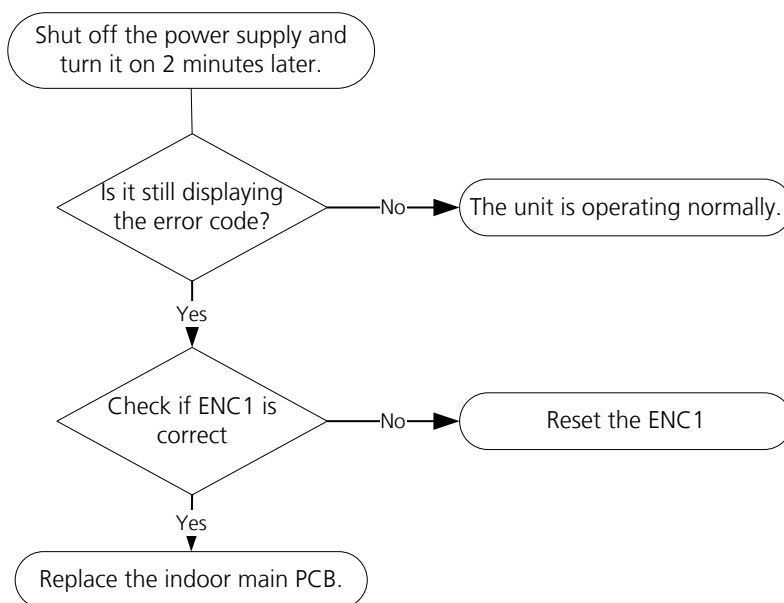 Shut off the power supply and
turn it on 2 minutes later.
Is it still displaying
the error code?
No
The unit is operating normally.
Yes
Check if ENC1 is
correct
No
Reset the ENC1
Yes
Replace the indoor main PCB.